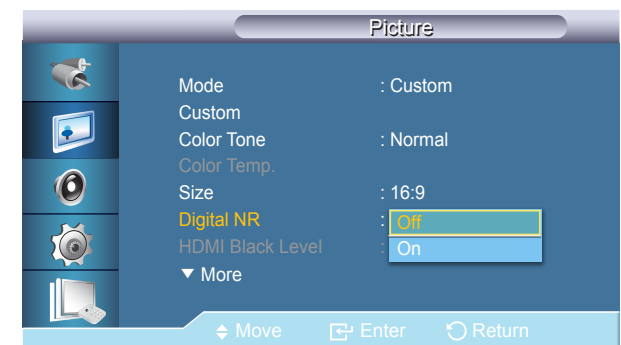 Picture
Mode : Custom
Custom
Color Tone : Normal
Color Temp.
Size : 16:9
Digital NR : Off
HDMI Black Level : On
▼ More
Move Enter Return